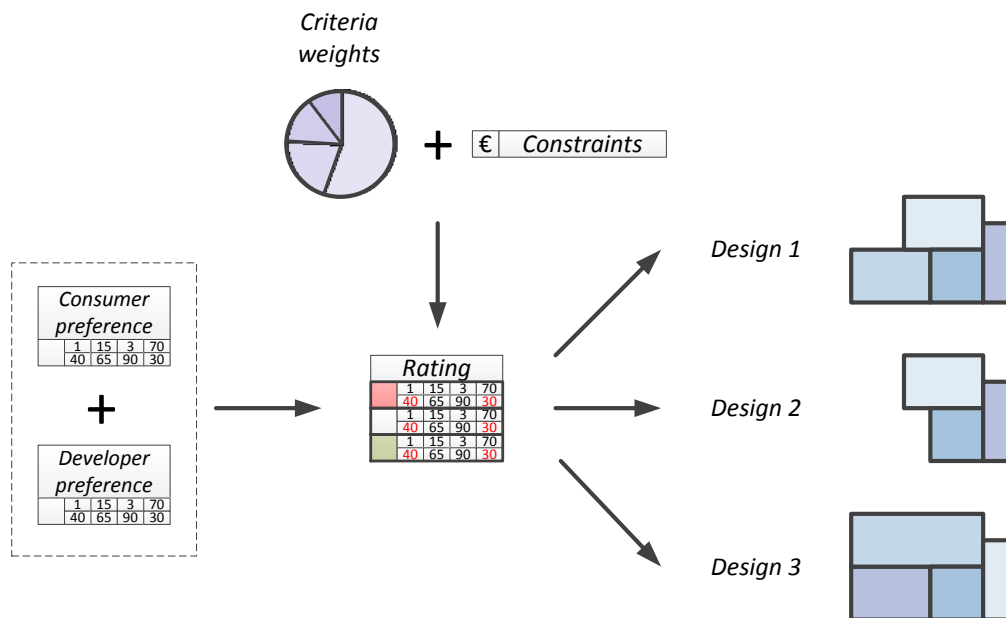 Criteria
weights
+
€ Constraints
Consumer
preference
1 15 3 70
40 65 90 30
+
Developer
preference
1 15 3 70
40 65 90 30
Rating
1 15 3 70
40 65 90 30
1 15 3 70
40 65 90 30
1 15 3 70
40 65 90 30
Design 1
Design 2
Design 3